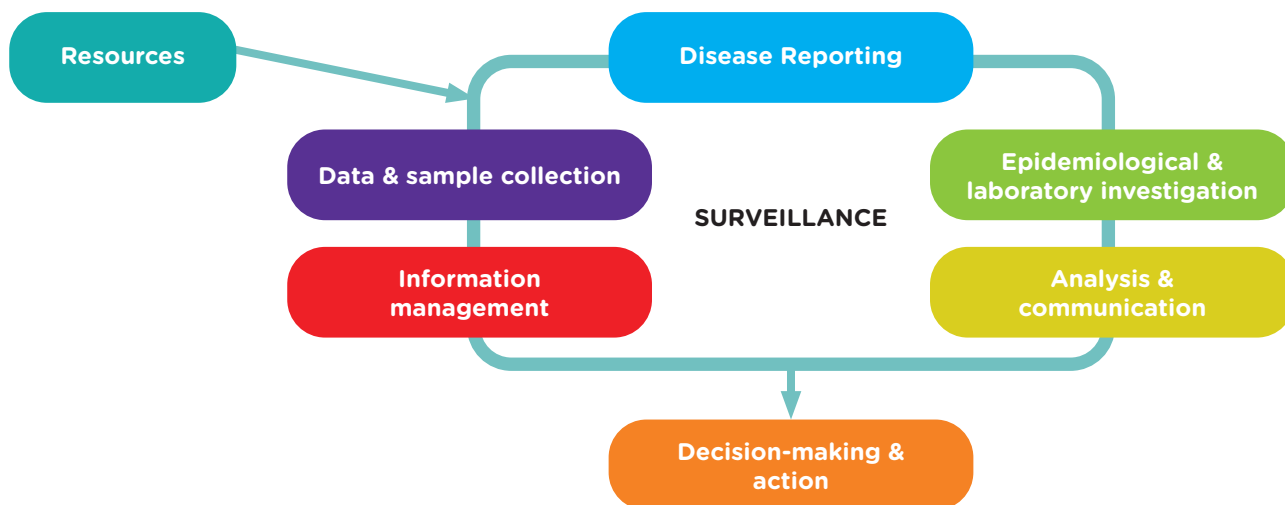 Resources
Disease Reporting
Data & sample collection
Epidemiological &
laboratory investigation
SURVEILLANCE
Information
management
Analysis &
communication
Decision-making &
action